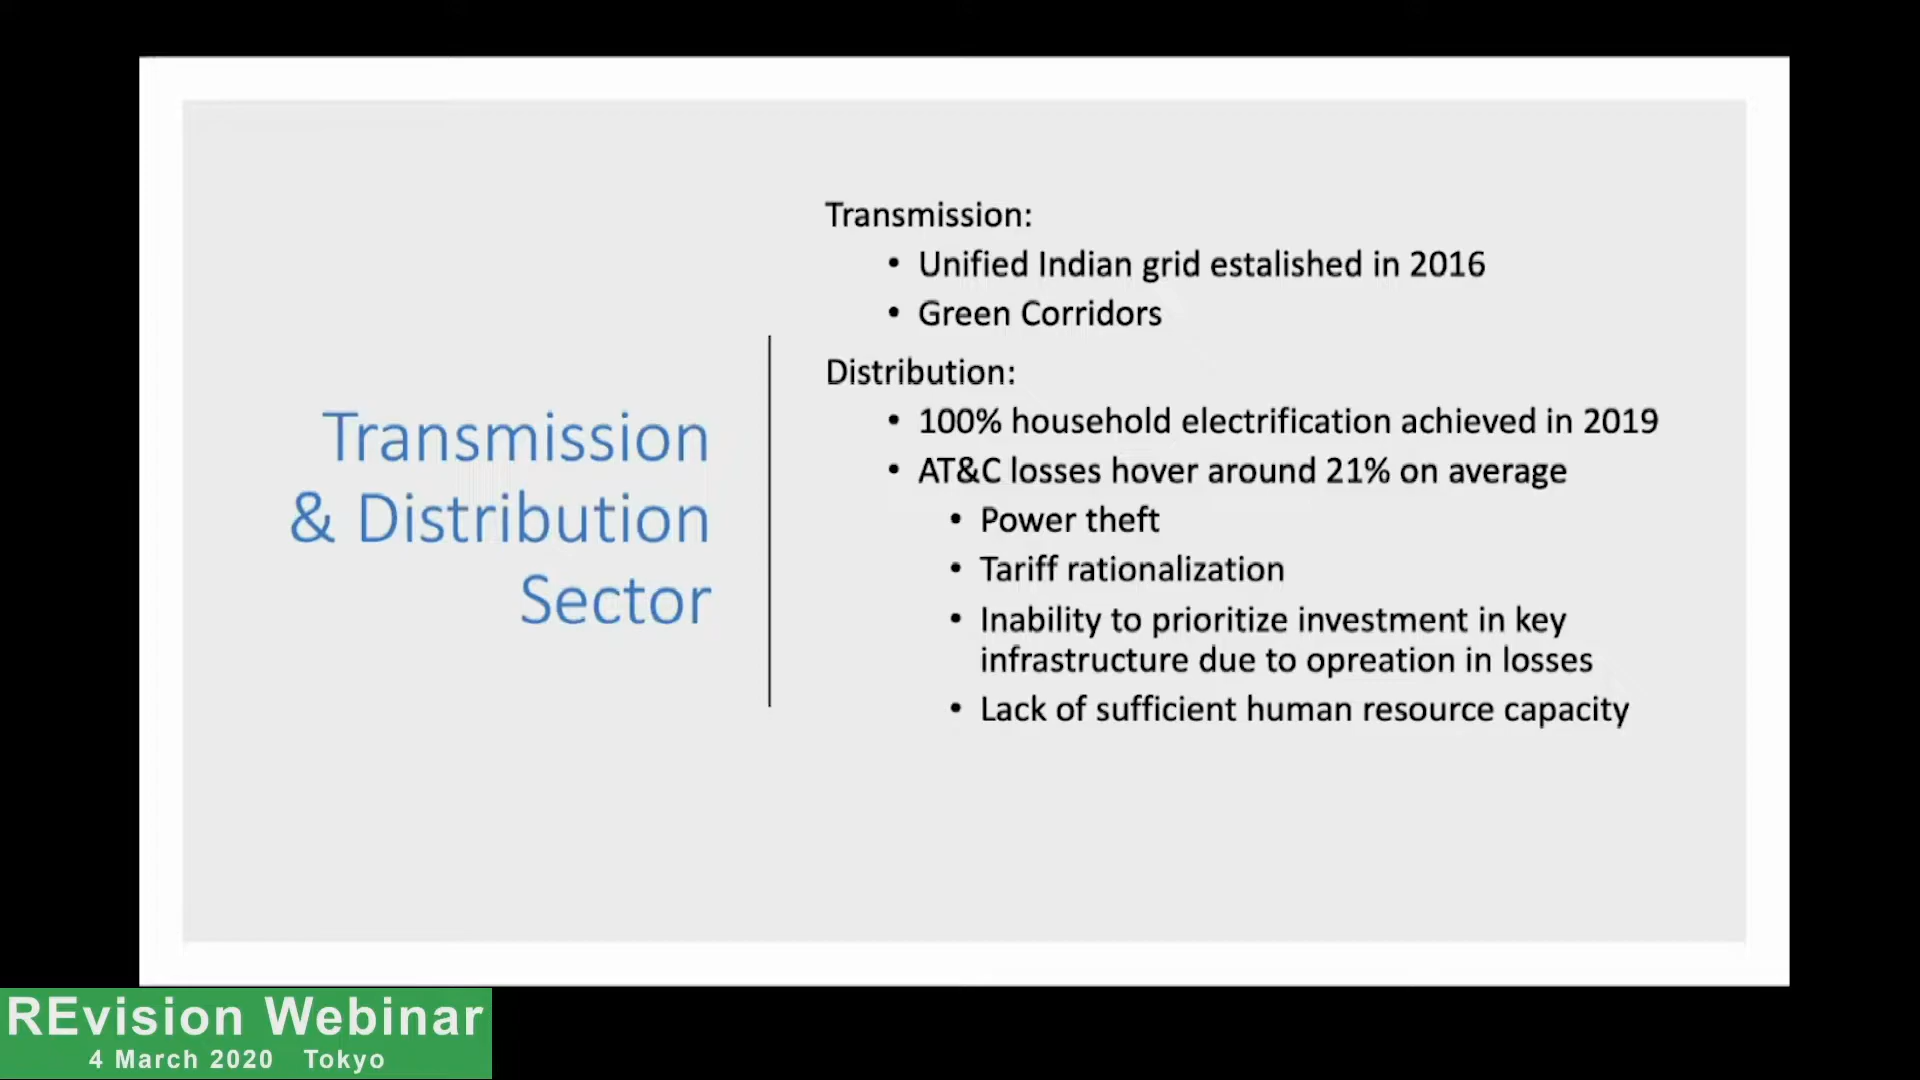 Transmission
& Distribution
Sector
Transmission:
• Unified Indian grid estalished in 2016
• Green Corridors
Distribution:
• 100% household electrification achieved in 2019
• AT&C losses hover around 21% on average
• Power theft
• Tariff rationalization
• Inability to prioritize investment in key
infrastructure due to opreation in losses
• Lack of sufficient human resource capacity
REvision Webinar
4 March 2020 Tokyo